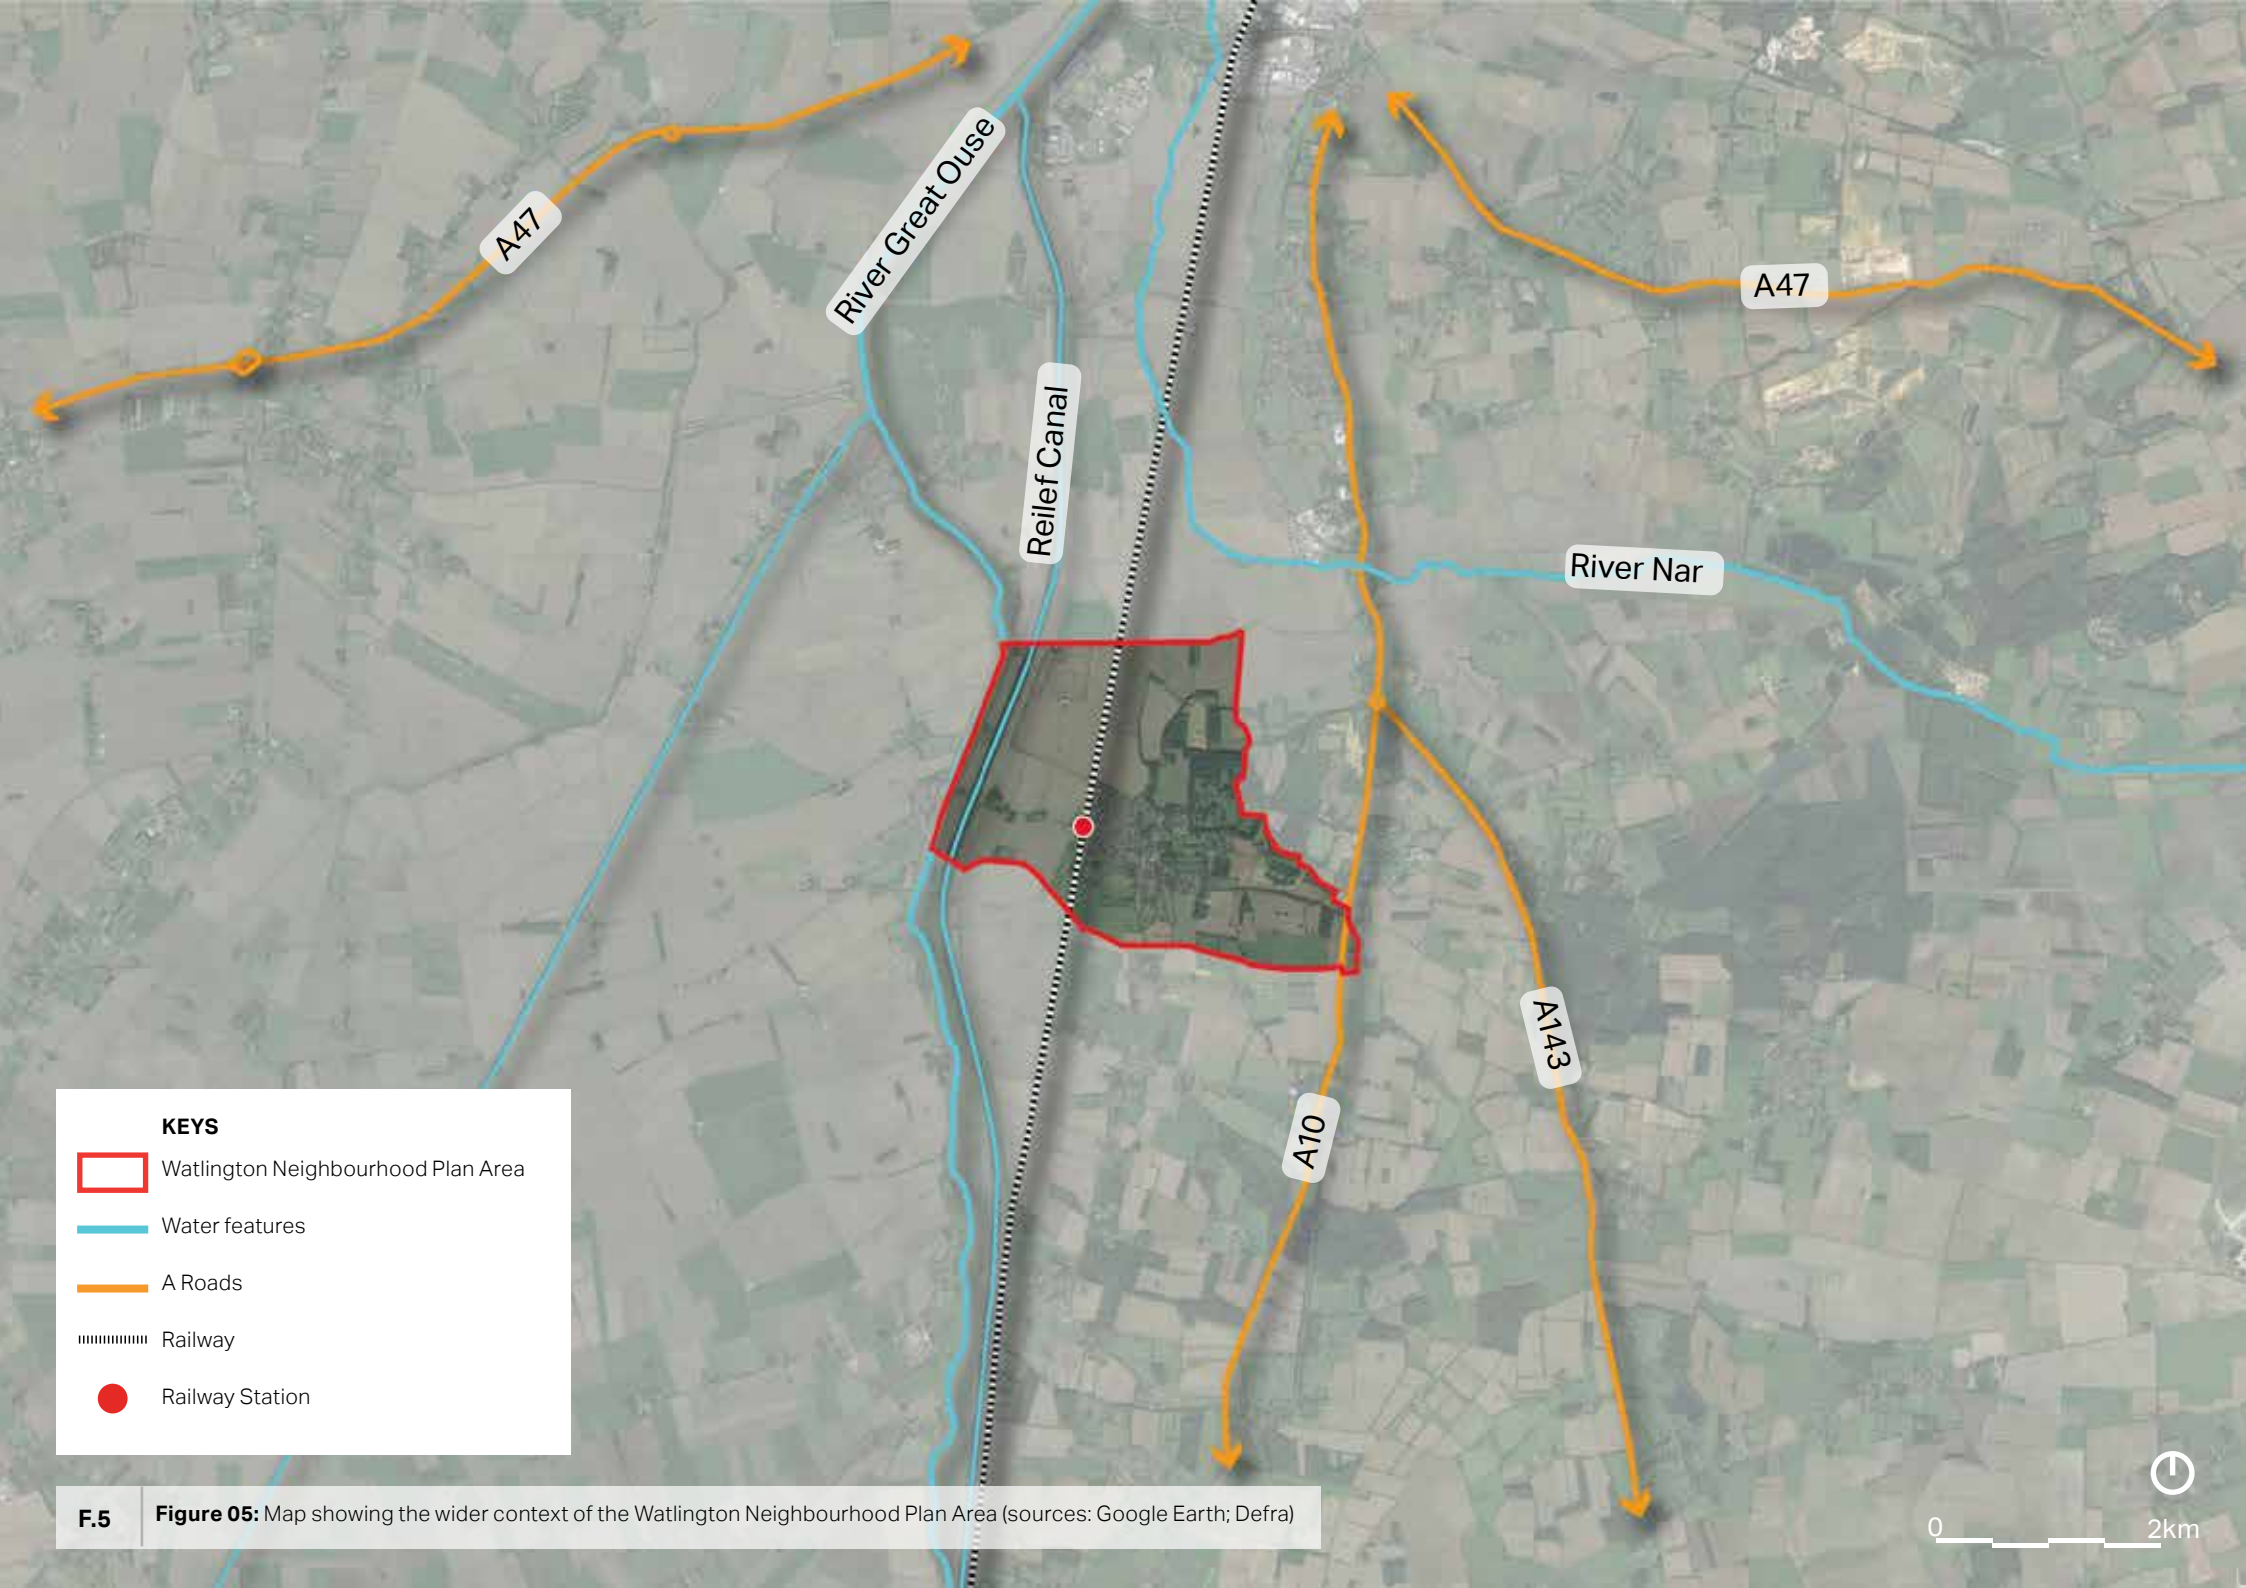 A47
River Great Ouse
A47
Reilef Canal
River Nar
A143
A10
KEYS
Watlington Neighbourhood Plan Area
Water features
A Roads
Railway
Railway Station
F.5
Figure 05: Map showing the wider context of the Watlington Neighbourhood Plan Area (sources: Google Earth; Defra)
0 2km